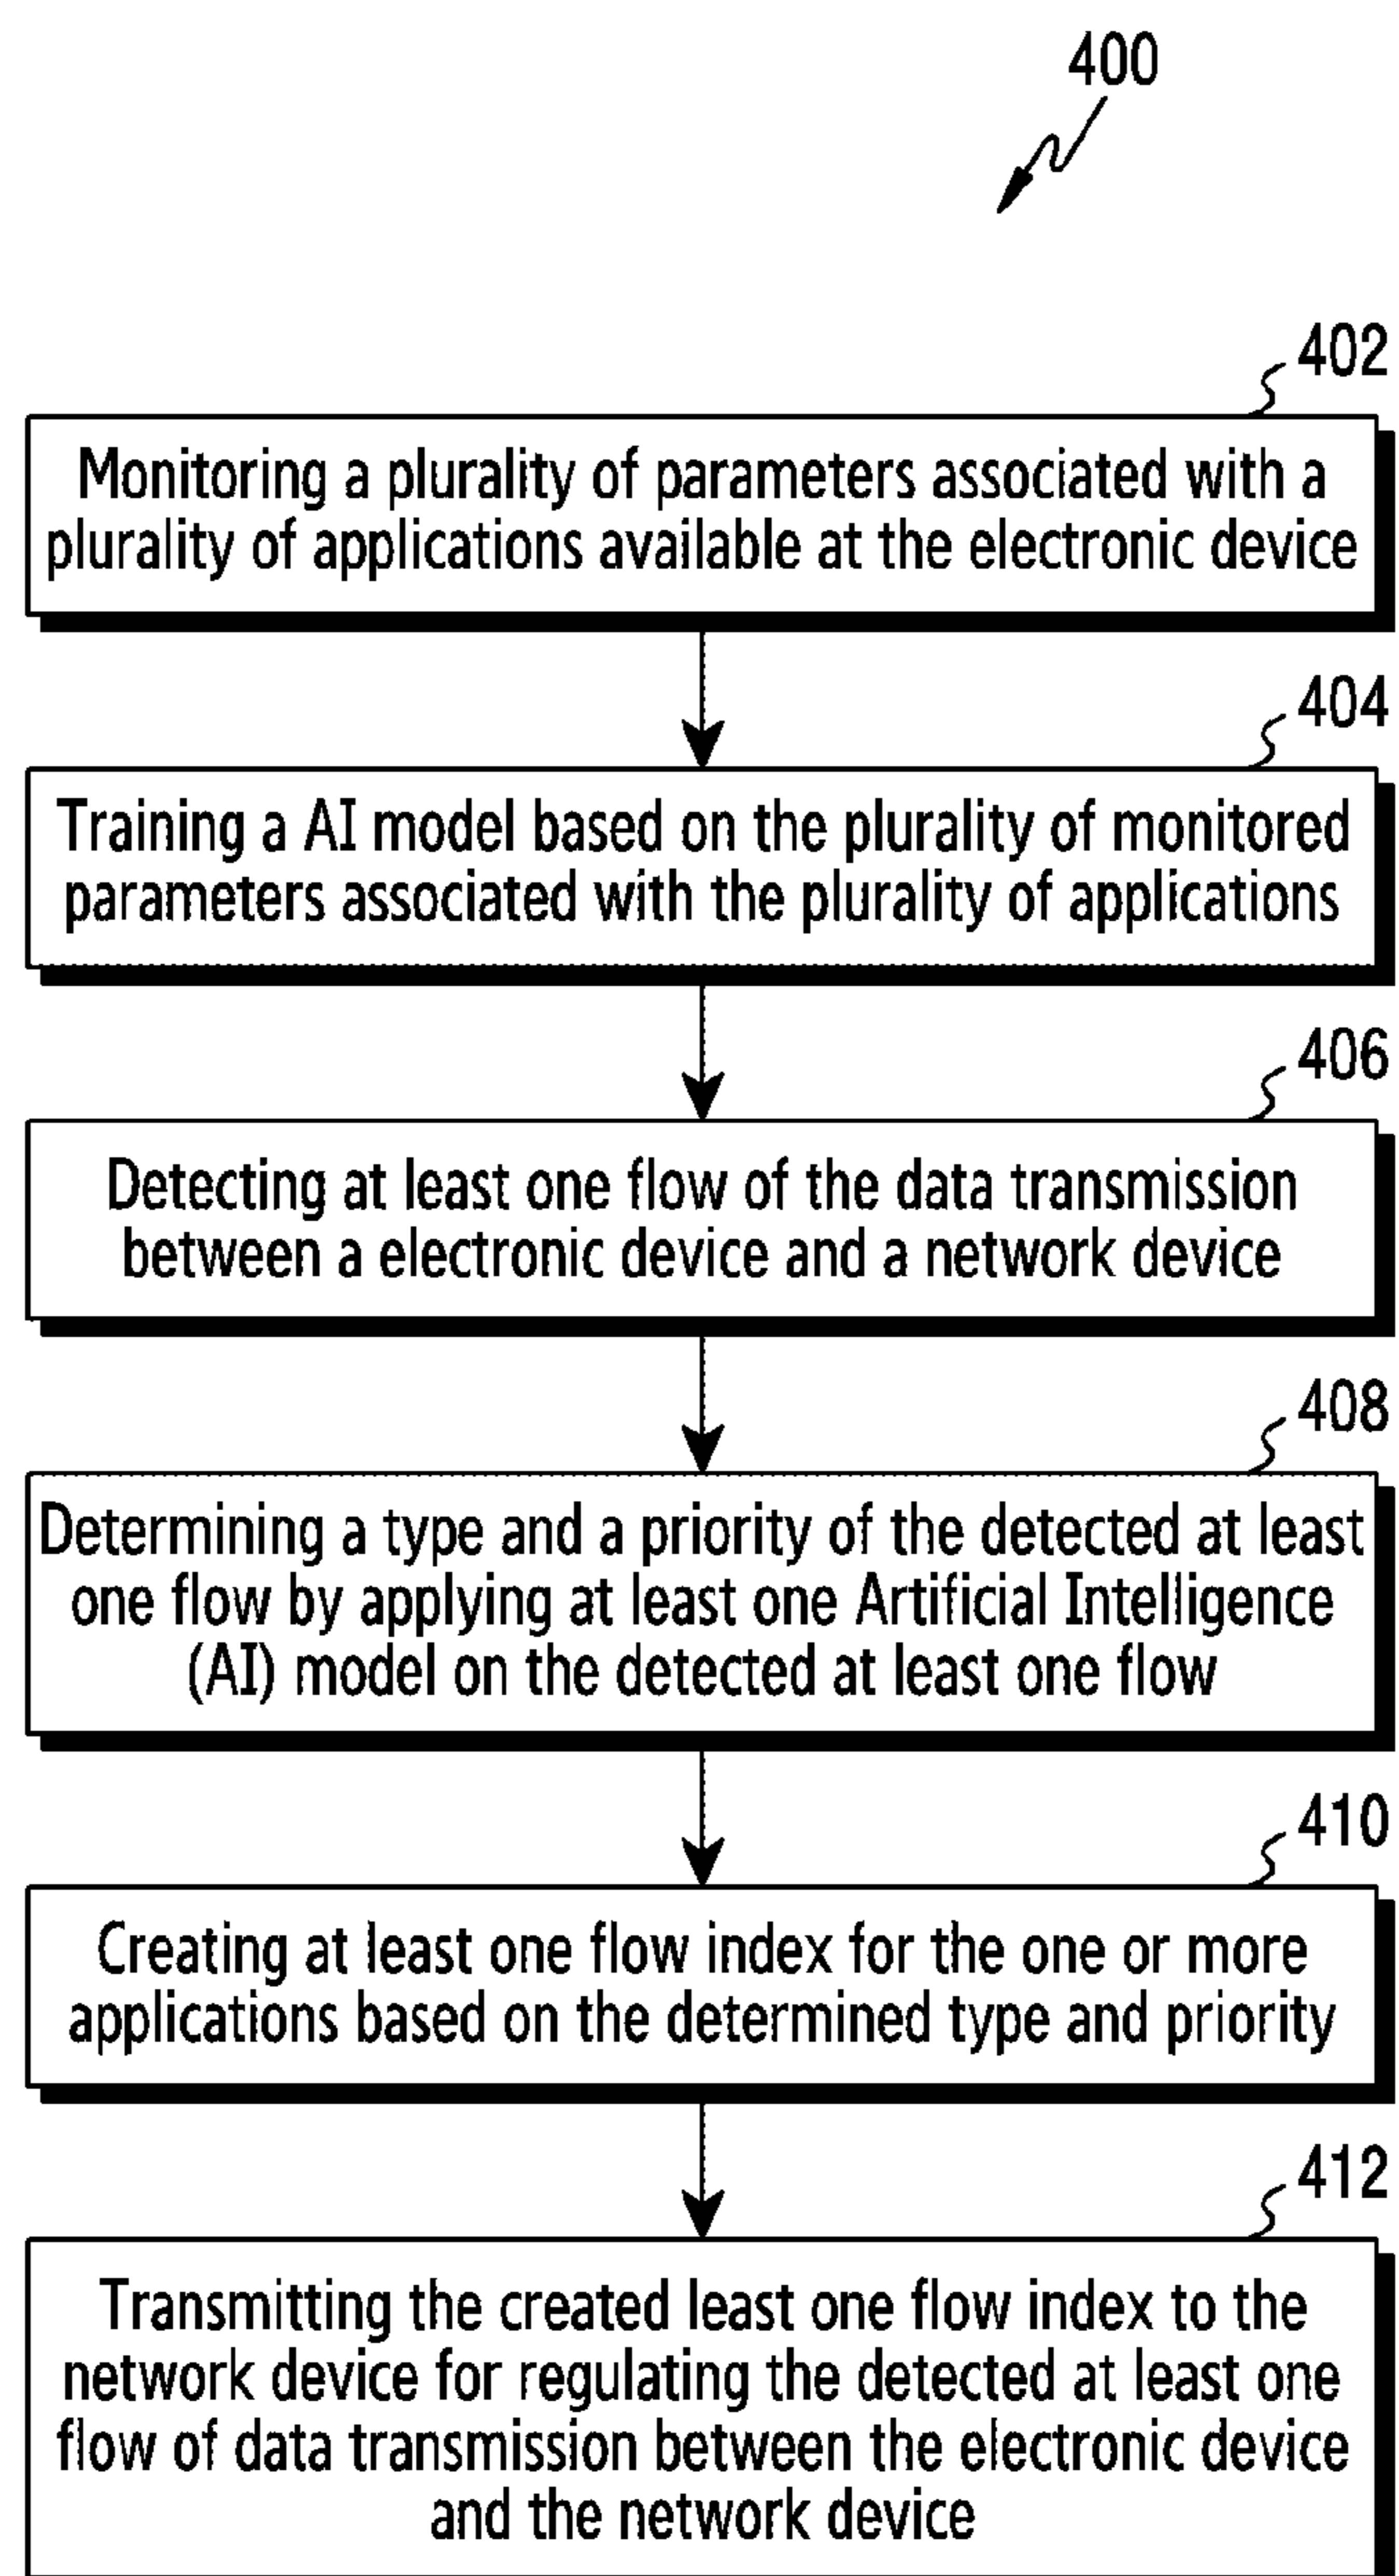 400
402
Monitoring a plurality of parameters associated with a
plurality of applications available at the electronic device
404
Training a AI model based on the plurality of monitored
parameters associated with the plurality of applications
406
Detecting at least one flow of the data transmission
between a electronic device and a network device
408
Determining a type and a priority of the detected at least
one flow by applying at least one Artificial Intelligence
(AI) model on the detected at least one flow
410
Creating at least one flow index for the one or more
applications based on the determined type and priority
412
Transmitting the created least one flow index to the
network device for regulating the detected at least one
flow of data transmission between the electronic device
and the network device